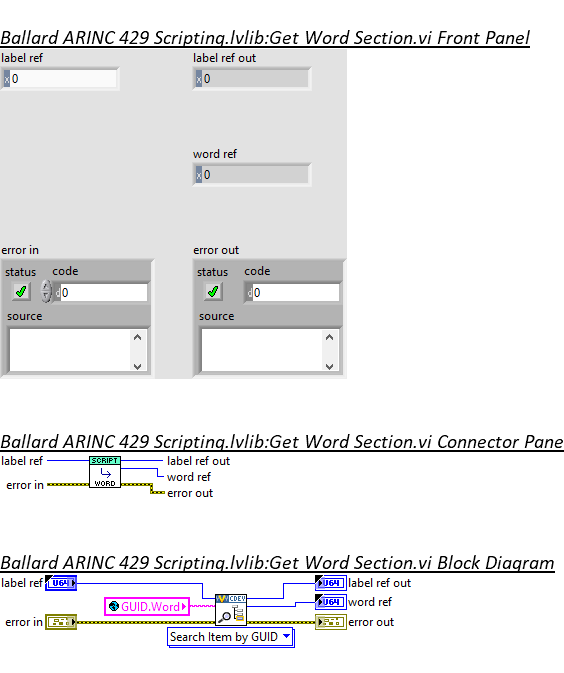 Ballard ARINC 429 Scripting.lvlib:Get Word Section.vi Front Panel
label ref
label ref out
x 0
x 0
word ref
x 0
error in
error out
status code
status code
d 0
d 0
source
source
Ballard ARINC 429 Scripting.lvlib:Get Word Section.vi Connector Pane
label ref
SCRIPT
label ref out
word ref
error in
WORD
error out
Ballard ARINC 429 Scripting.lvlib:Get Word Section.vi Block Diagram
label ref
U64
U64
label ref out
CDEV
GUID.Word
U64
word ref
error in
error out
Search Item by GUID